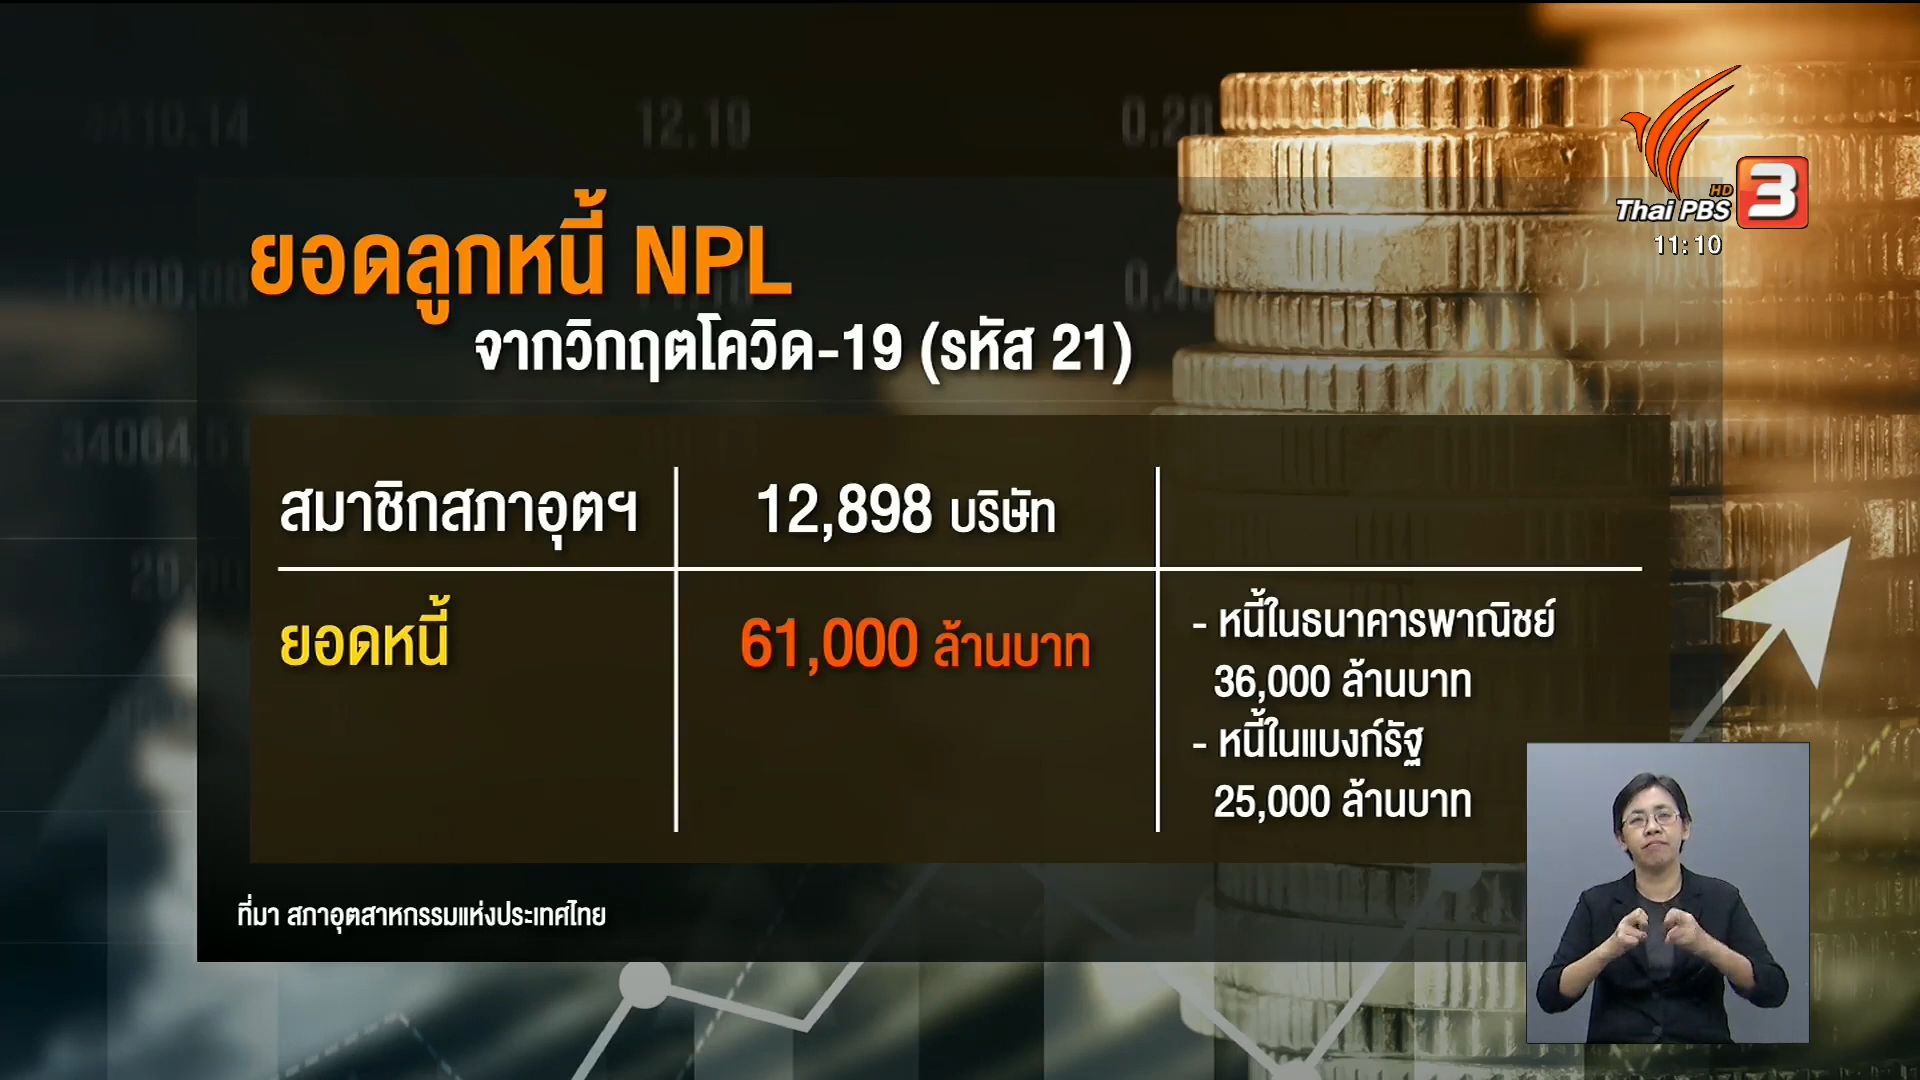 4410.14
12.19
0.20
HD
3
Thai PBS
11:10
ยอดลูกหนี้ NPL
จากวิกฤตโควิด-19 (รหัส 21)
สมาชิกสภาอุตฯ
12,898 บริษัท
ยอดหนี้
61,000 ล้านบาท
- หนี้ในธนาคารพาณิชย์
36,000 ล้านบาท
- หนี้ในแบงก์รัฐ
25,000 ล้านบาท
ที่มา สภาอุตสาหกรรมแห่งประเทศไทย